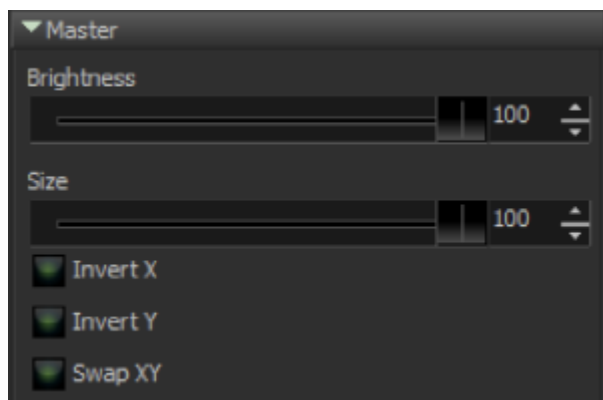 Master
Brightness
100
Size
100
Invert X
Invert Y
Swap XY